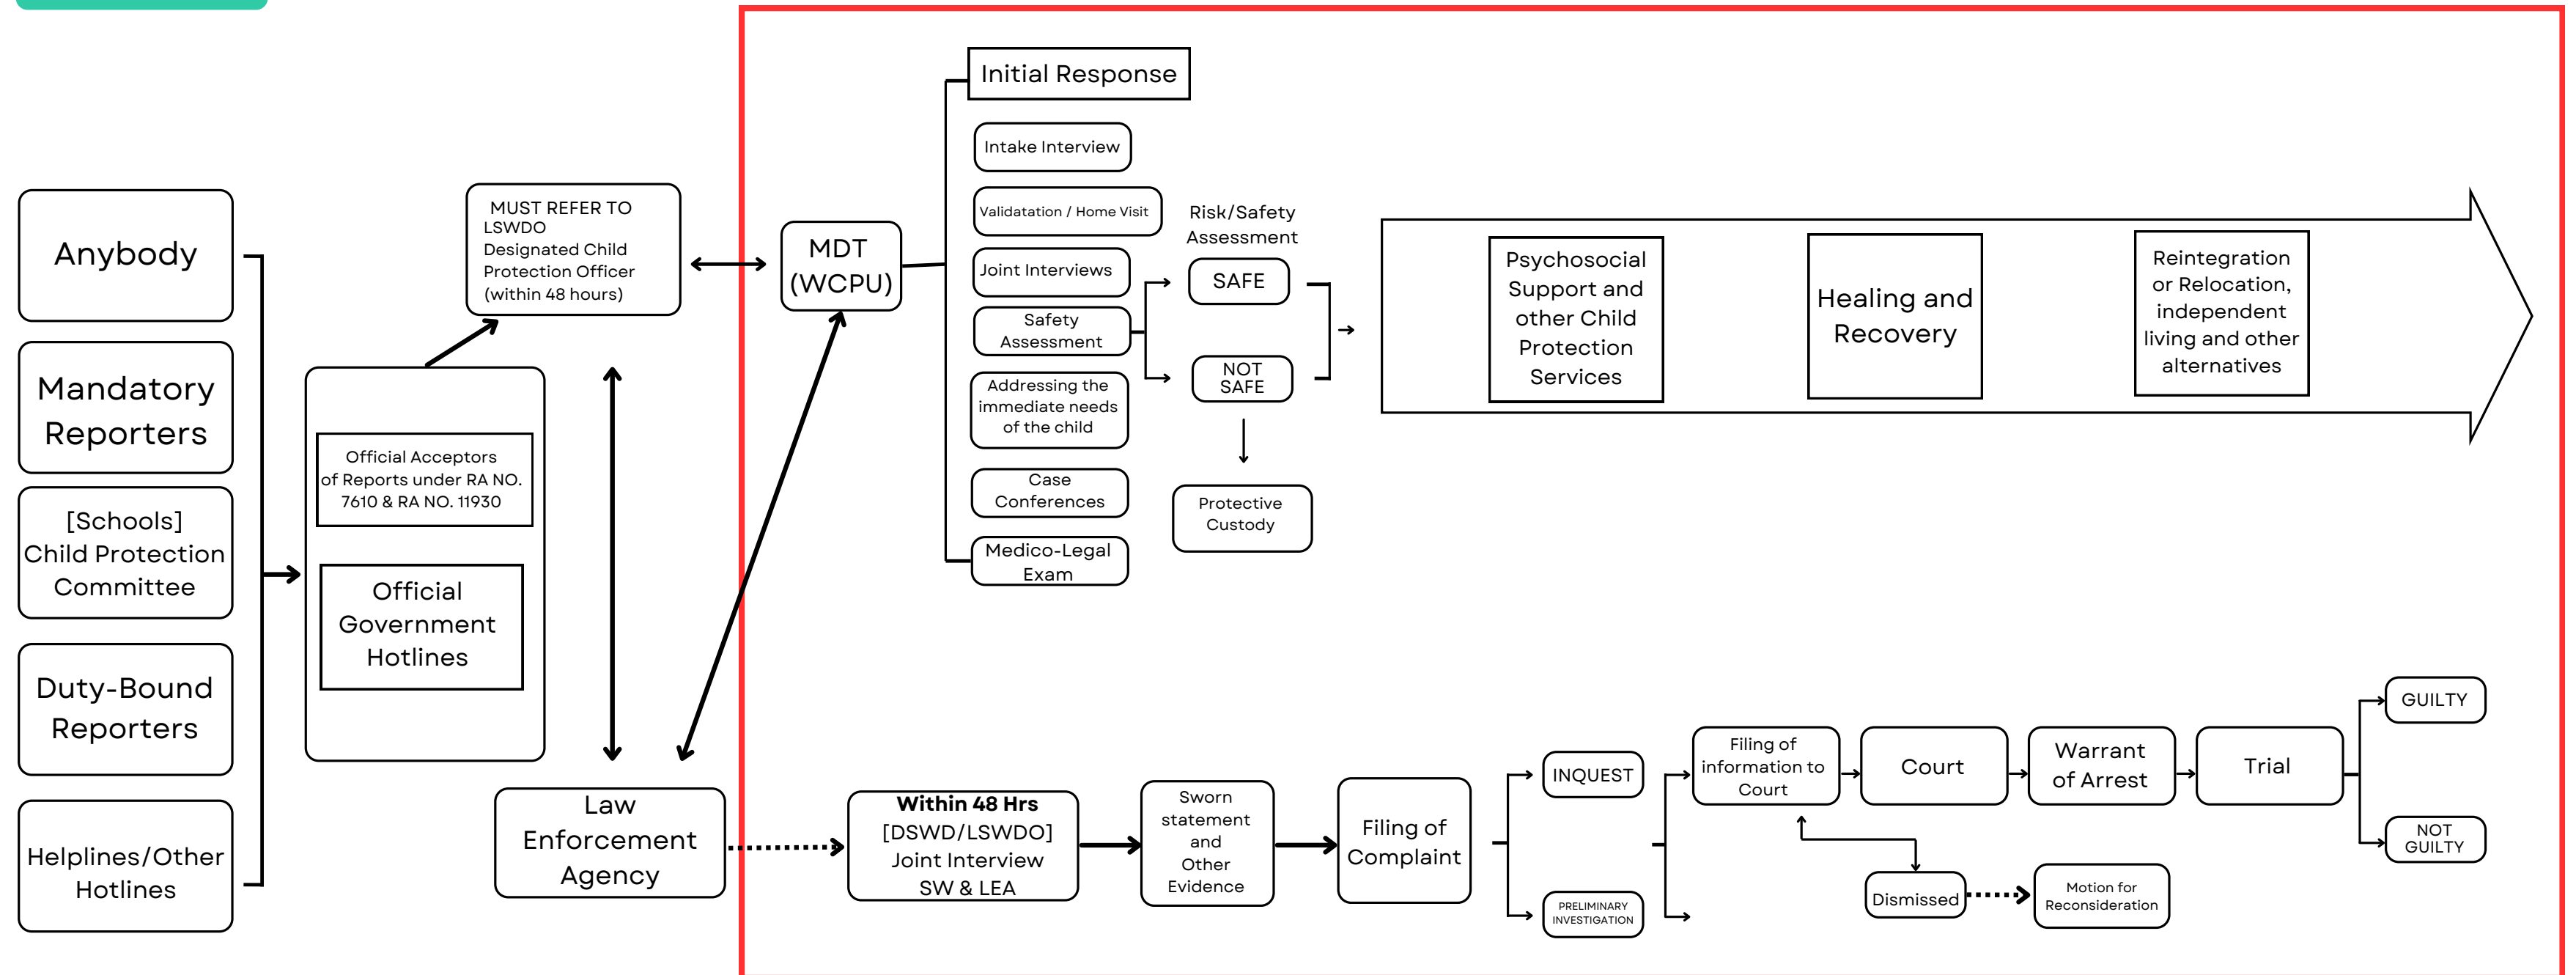 Anybody
Mandatory
Reporters
[Schools]
Child Protection
Committee
Duty-Bound
Reporters
Helplines/Other
Hotlines
Official Acceptors
of Reports under RA NO.
7610 & RA NO. 11930
Official
Government
Hotlines
MUST REFER TO
LSWDO
Designated Child
Protection Officer
(within 48 hours)
Law
Enforcement
Agency
MDT
(WCPU)
Initial Response
Intake Interview
Validatation / Home Visit
Joint Interviews
Safety
Assessment
Addressing the
immediate needs
of the child
Case
Conferences
Medico-Legal
Exam
Risk/Safety
Assessment
SAFE
NOT
SAFE
Protective
Custody
Psychosocial
Support and
other Child
Protection
Services
Healing and
Recovery
Reintegration
or Relocation,
independent
living and other
alternatives
Within 48 Hrs
[DSWD/LSWDO]
Joint Interview
SW & LEA
Sworn
statement
and
Other
Evidence
Filing of
Complaint
INQUEST
PRELIMINARY
INVESTIGATION
Filing of
information to
Court
Court
Warrant
of Arrest
Trial
GUILTY
NOT
GUILTY
Dismissed
Motion for
Reconsideration